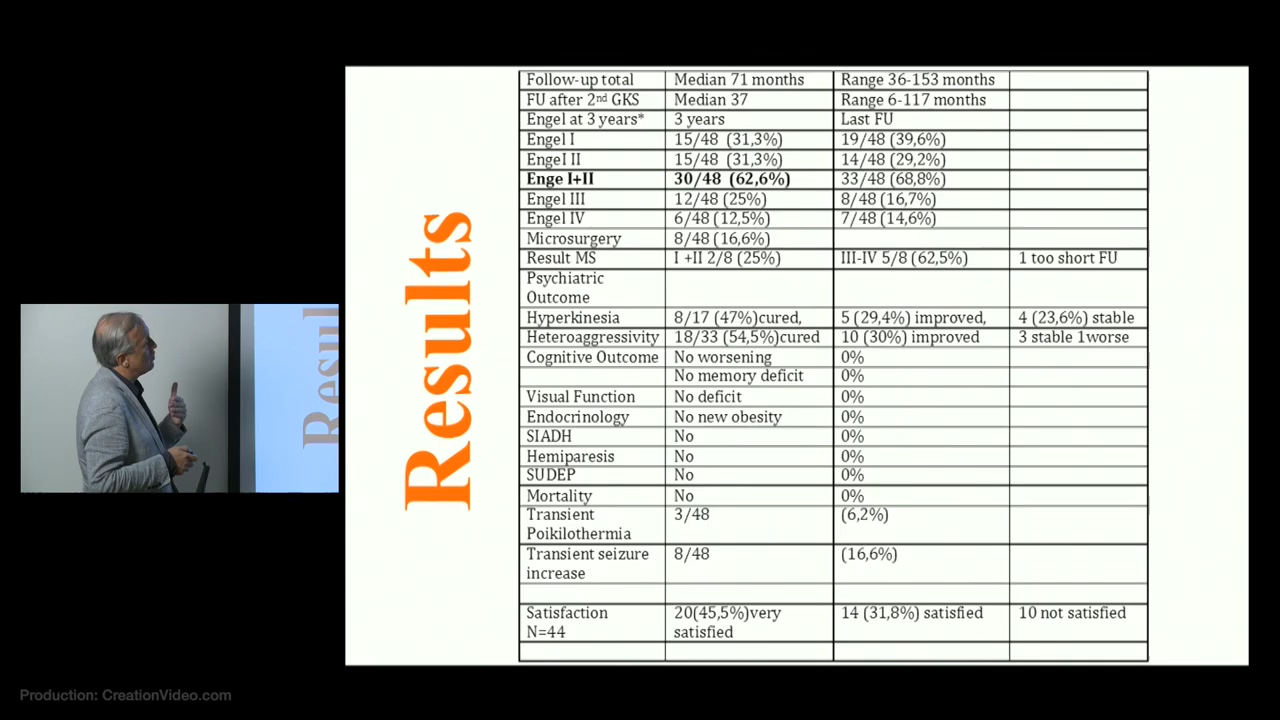 Results
Follow-up total Median 71 months Range 36-153 months
FU after 2nd GKS Median 37 Range 6-117 months
Engel at 3 years* 3 years Last FU
Engel I 15/48 (31,3%) 19/48 (39,6%)
Engel II 15/48 (31,3%) 14/48 (29,2%)
Enge I+II 30/48 (62,6%) 33/48 (68,8%)
Engel III 12/48 (25%) 8/48 (16,7%)
Engel IV 6/48 (12,5%) 7/48 (14,6%)
Microsurgery 8/48 (16,6%)
Result MS I +II 2/8 (25%) III-IV 5/8 (62,5%) 1 too short FU
Psychiatric
Outcome
Hyperkinesia 8/17 (47%)cured, 5 (29,4%) improved, 4 (23,6%) stable
Heteroaggressivity 18/33 (54,5%)cured 10 (30%) improved 3 stable 1worse
Cognitive Outcome No worsening 0%
No memory deficit 0%
Visual Function No deficit 0%
Endocrinology No new obesity 0%
SIADH No 0%
Hemiparesis No 0%
SUDEP No 0%
Mortality No 0%
Transient 3/48 (6,2%)
Poikilothermia
Transient seizure 8/48 (16,6%)
increase
Satisfaction 20(45,5%)very 14 (31,8%) satisfied 10 not satisfied
N=44 satisfied
Resul
Production: CreationVideo.com